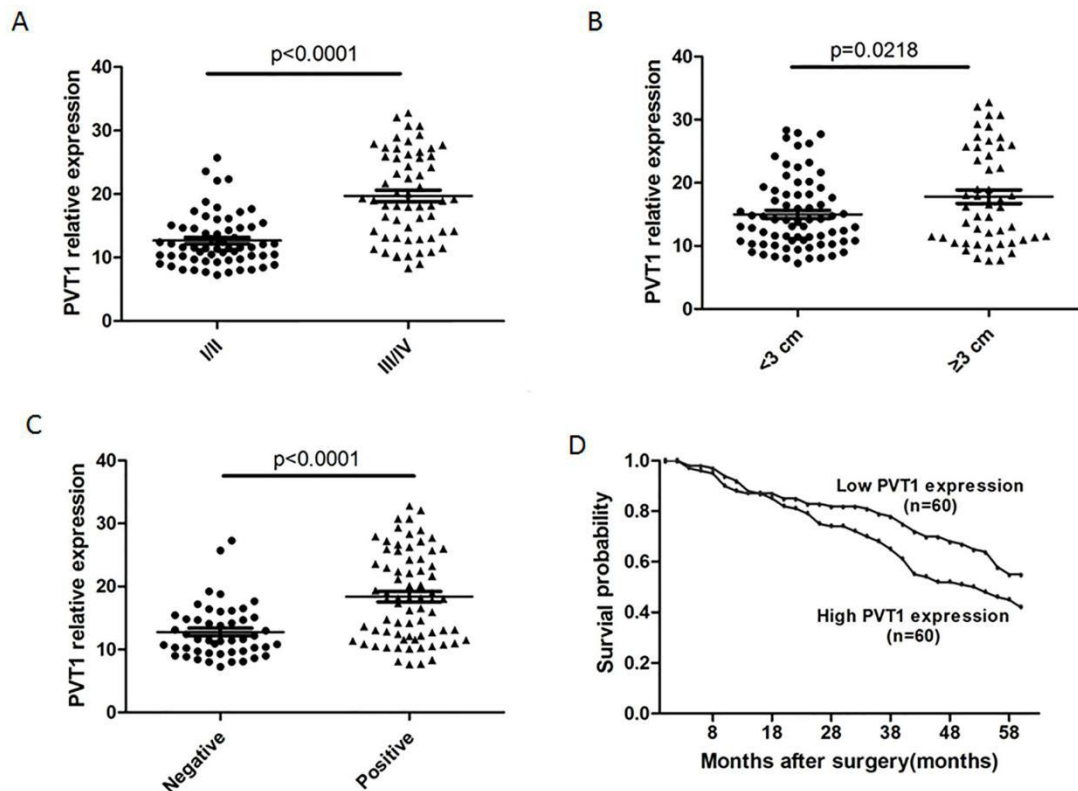 A
p<0.0001
PVT1 relative expression
40
30
20
10
0
I/II
III/IV
B
p=0.0218
PVT1 relative expression
40
30
20
10
0
<3 cm
≥3 cm
C
p<0.0001
PVT1 relative expression
40
30
20
10
0
Negative
Positive
D
Survial probability
1.0
0.8
0.6
0.4
0.2
0.0
Low PVT1 expression
(n=60)
High PVT1 expression
(n=60)
8 18 28 38 48 58
Months after surgery(months)